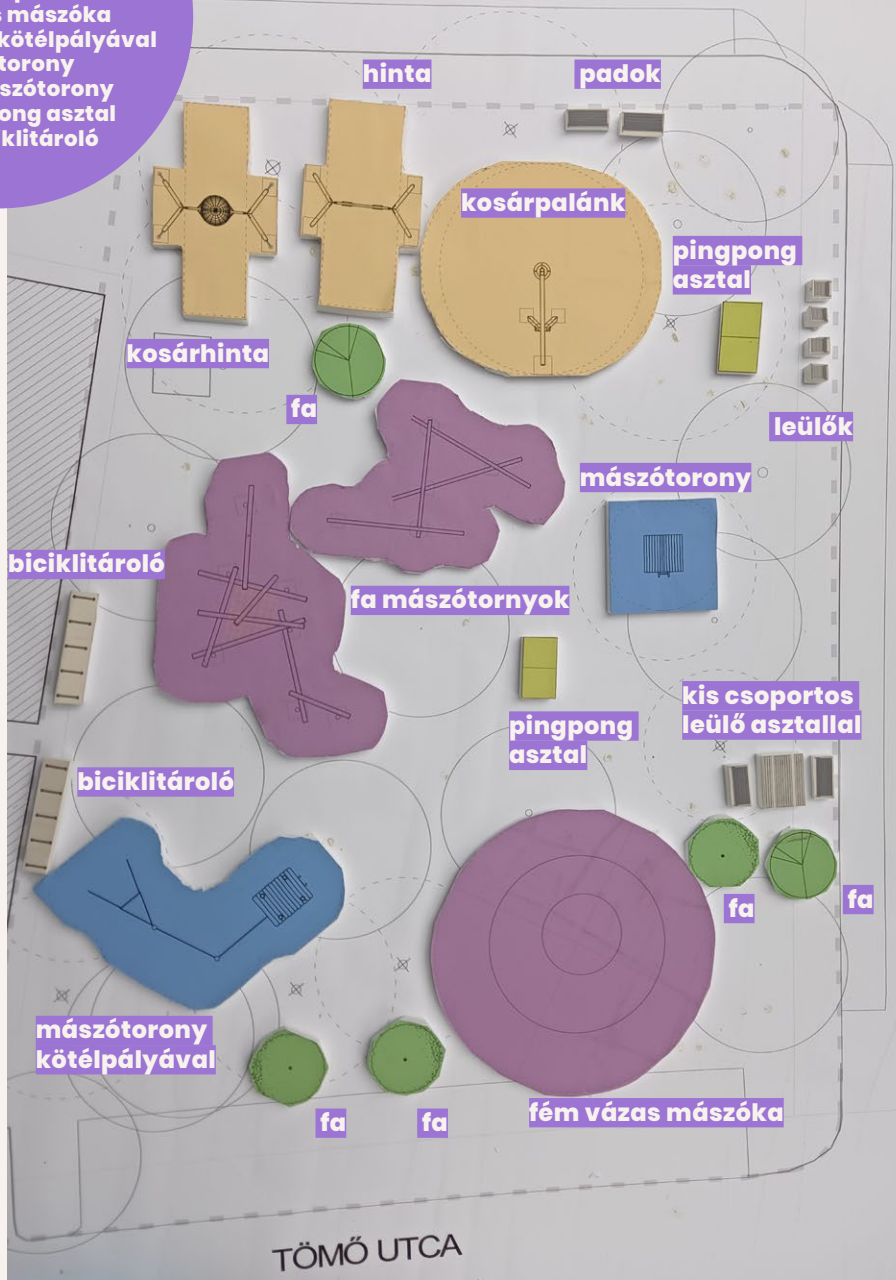 s mászóka
kötélpályával
torony
szótorony
ong asztal
klitároló
hinta
padok
kosárpalánk
pingpong
asztal
kosárhinta
fa
leülők
mászótorony
biciklitároló
fa mászótornyok
kis csoportos
leülő asztallal
pingpong
asztal
biciklitároló
fa
fa
mászótorony
kötélpályával
fém vázas mászóka
fa
fa
TÖMŐ UTCA